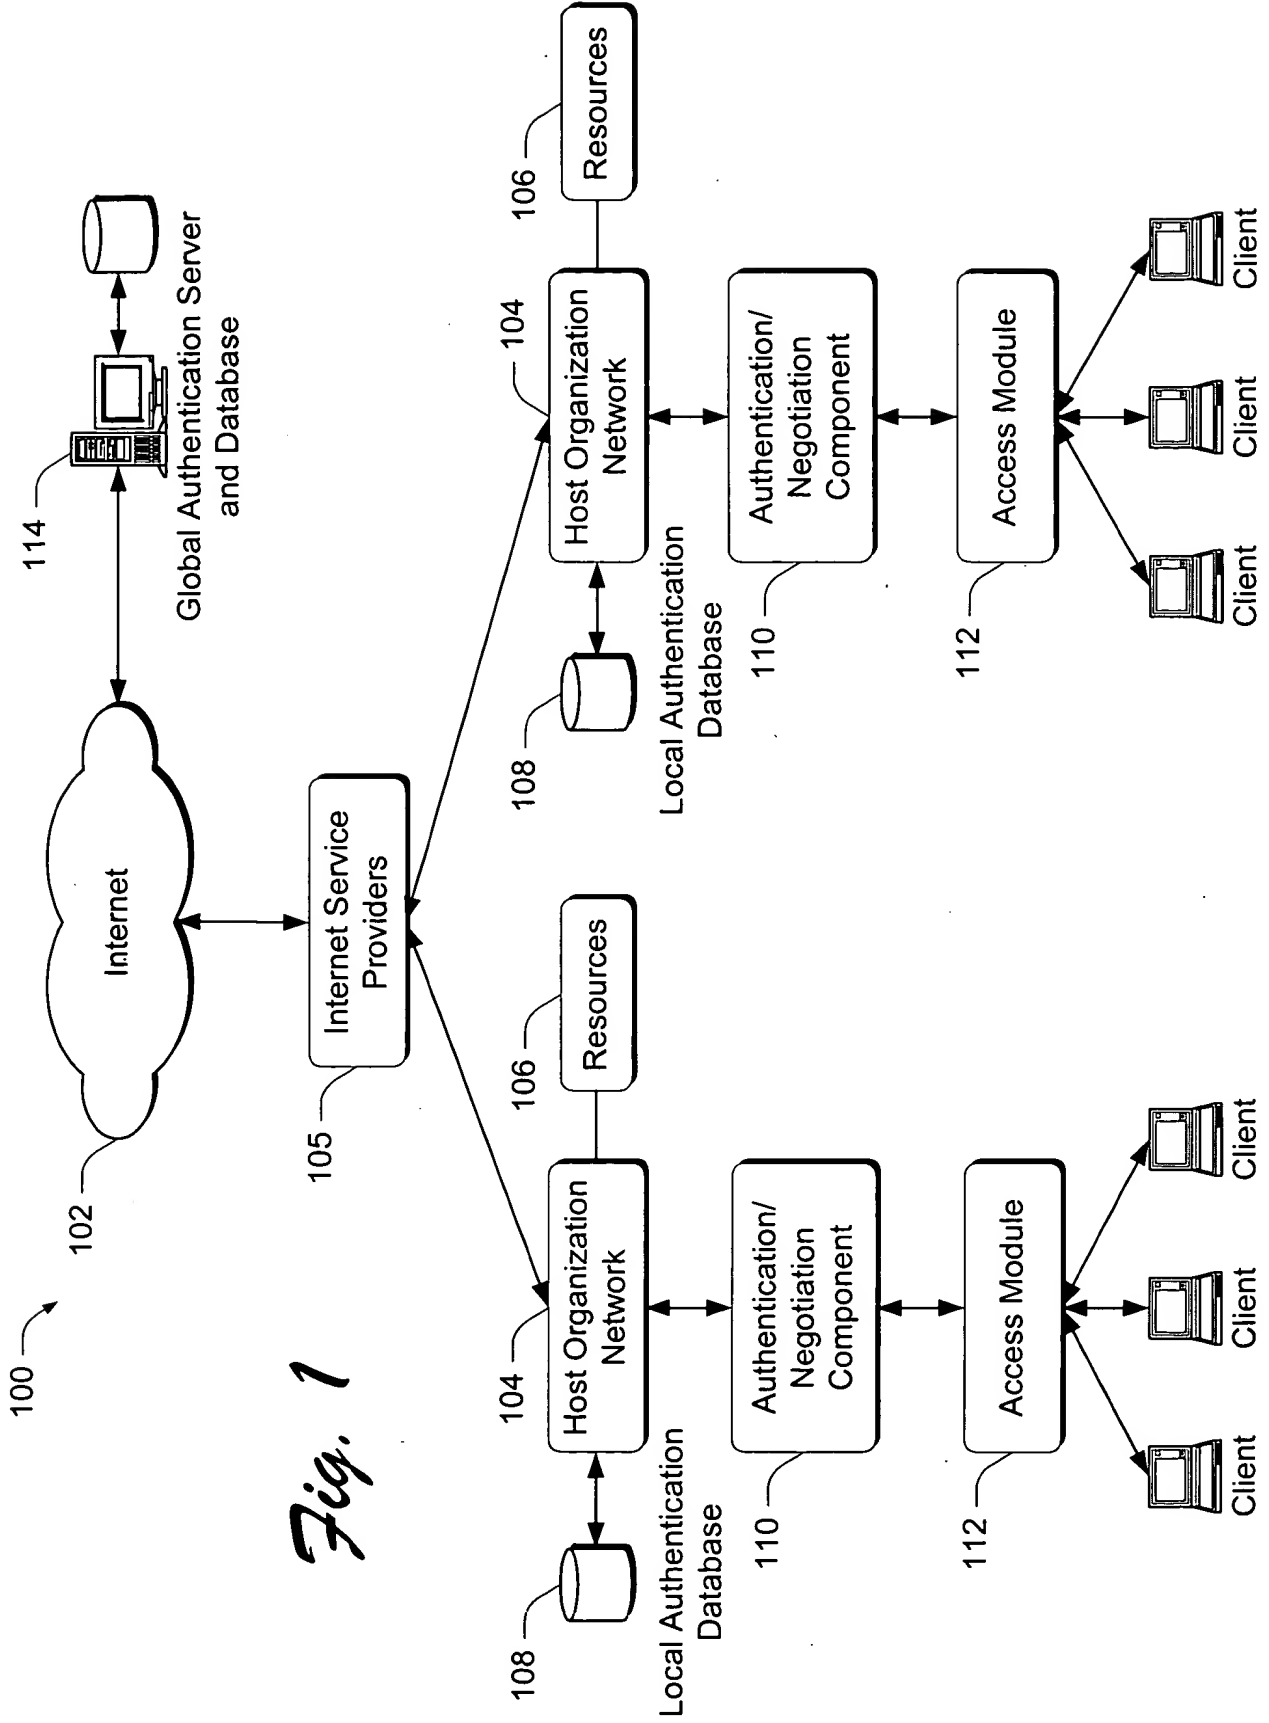 100
102
Internet
114
Global Authentication Server
and Database
Fig. 1
105
Internet Service
Providers
104
Host Organization
Network
106
Resources
108
Local Authentication
Database
110
Authentication/
Negotiation
Component
112
Access Module
Client
Client
Client
104
Host Organization
Network
106
Resources
108
Local Authentication
Database
110
Authentication/
Negotiation
Component
112
Access Module
Client
Client
Client